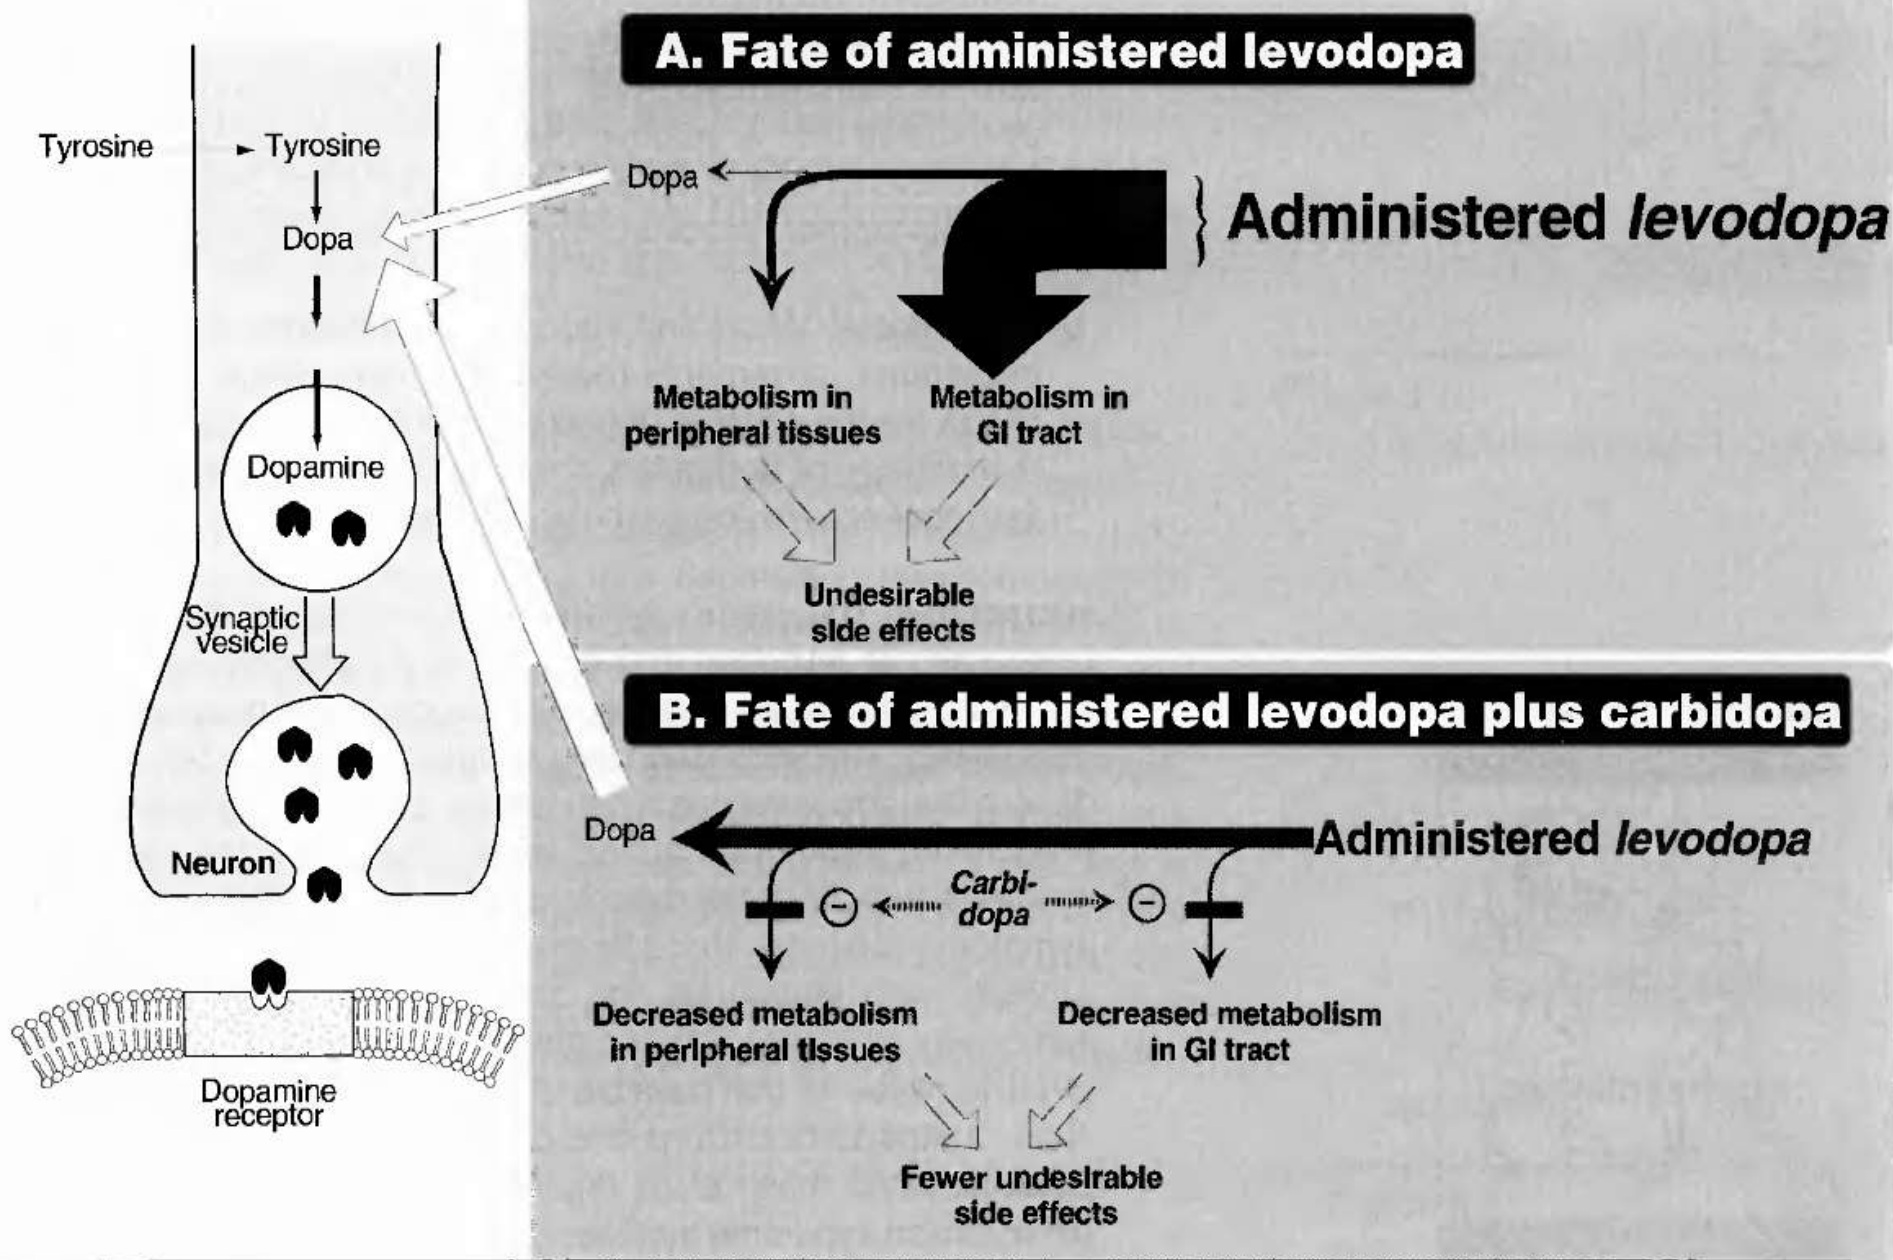 A. Fate of administered levodopa
Tyrosine
Tyrosine
Dopa
Dopamine
Synaptic
vesicle
Neuron
Dopamine
receptor
Dopa
Administered levodopa
Metabolism in
peripheral tissues
Metabolism in
GI tract
Undesirable
side effects
B. Fate of administered levodopa plus carbidopa
Dopa
Administered levodopa
Carbi-
dopa
Decreased metabolism
in peripheral tissues
Decreased metabolism
in GI tract
Fewer undesirable
side effects